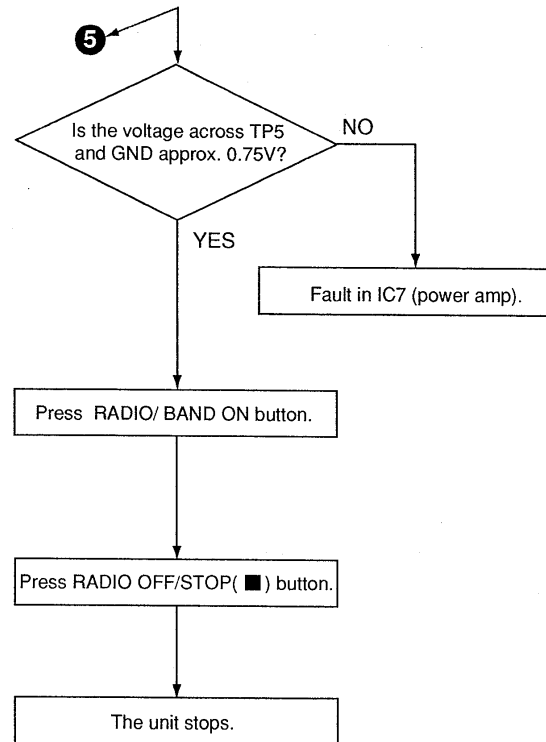 5
Is the voltage across TP5
and GND approx. 0.75V?
NO
YES
Fault in IC7 (power amp).
Press RADIO/ BAND ON button.
Press RADIO OFF/STOP( ■ ) button.
The unit stops.